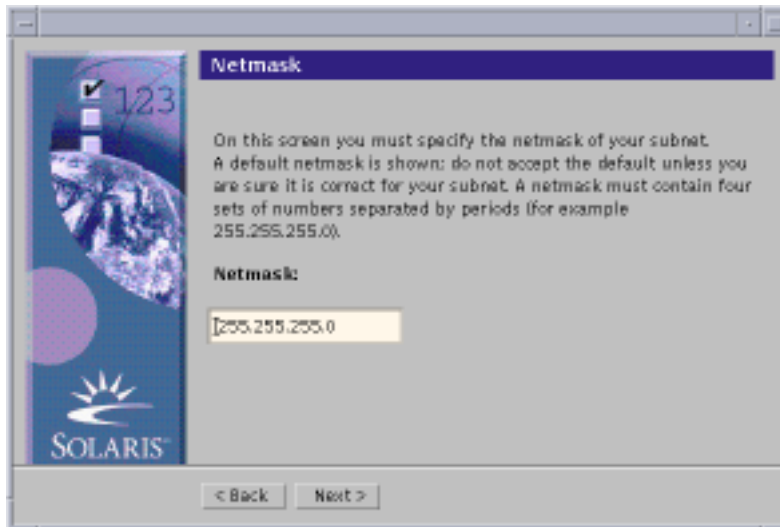 Netmask
123
On this screen you must specify the netmask of your subnet.
A default netmask is shown; do not accept the default unless you
are sure it is correct for your subnet. A netmask must contain four
sets of numbers separated by periods (for example
255.255.255.0).
Netmask:
255.255.255.0
SOLARIS™
< Back
Next >